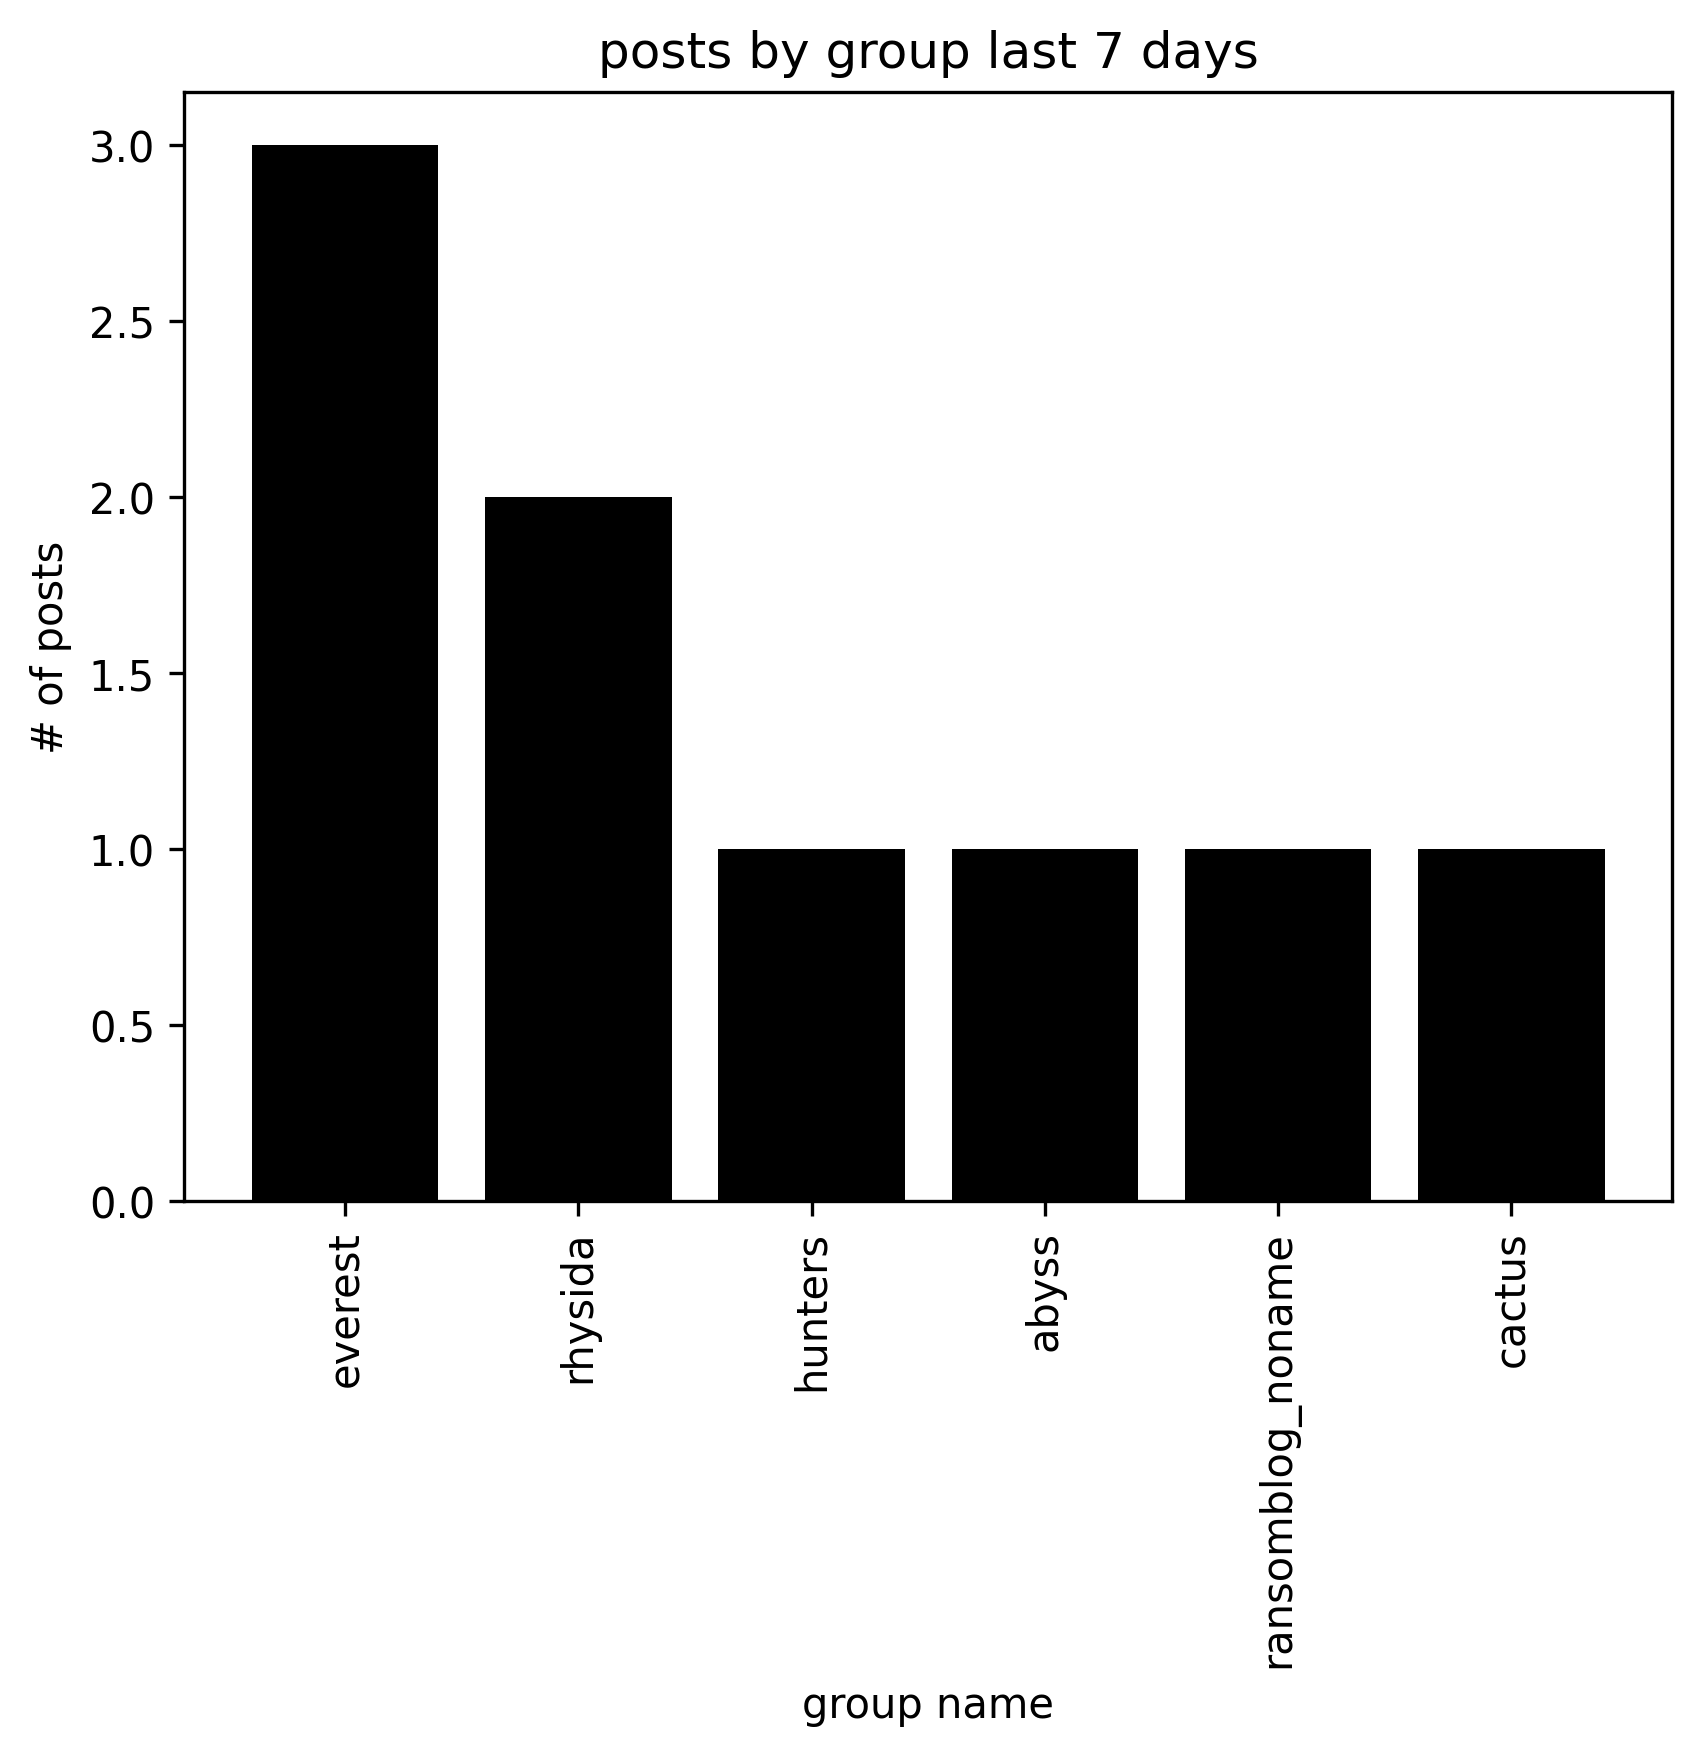 posts by group last 7 days
# of posts
3.0
2.5
2.0
1.5
1.0
0.5
0.0
everest
rhysida
hunters
abyss
ransomblog_noname
cactus
group name